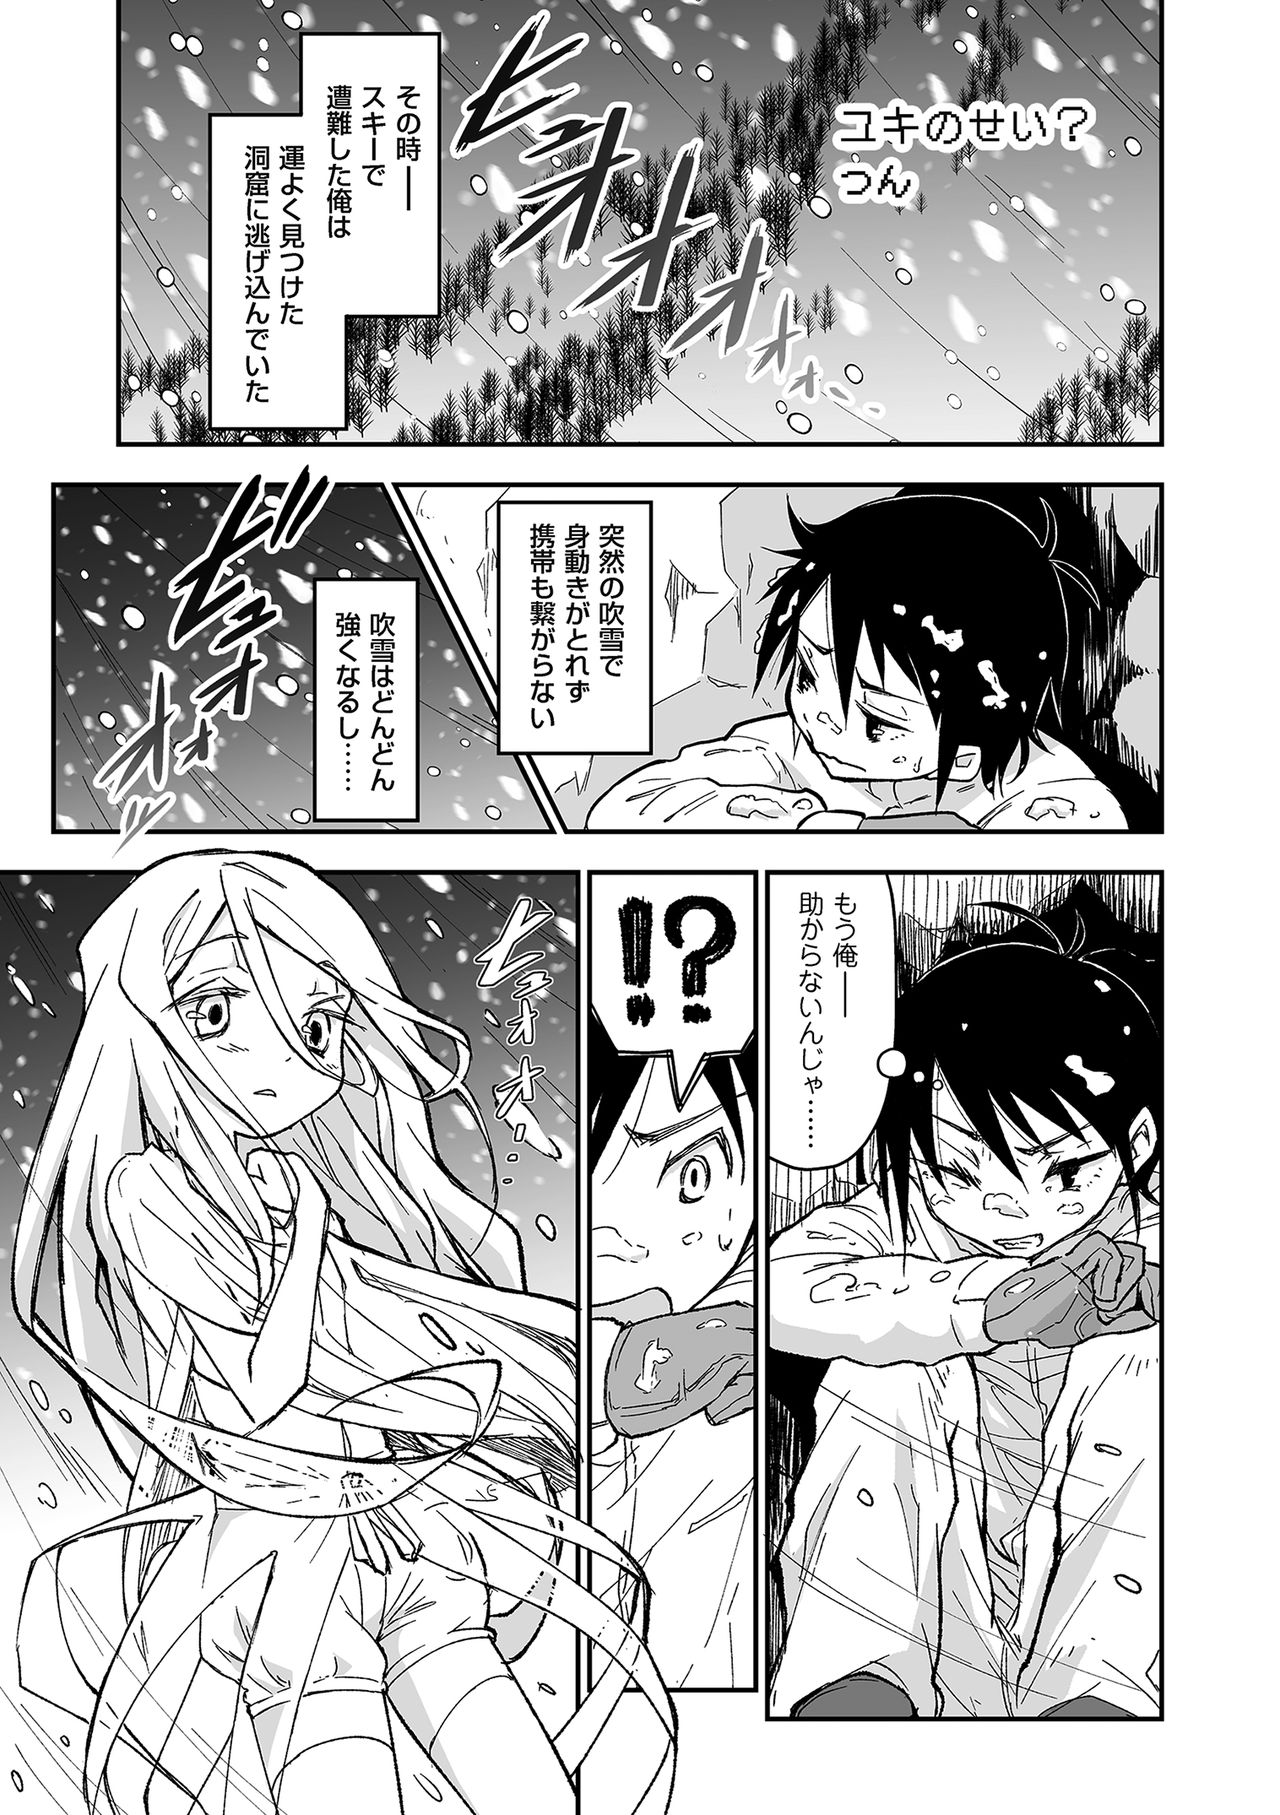 ユキのせい？
つん
ビュオオオオォ…
その時――
スキーで
遭難した俺は
運よく見つけた
洞窟に逃げ込んでいた
突然の吹雪で
身動きがとれず
携帯も繋がらない
吹雪はどんどん
強くなるし……
ビュオォオォッ
もう俺――
助からないんじゃ……
!?
ビュオオオ…